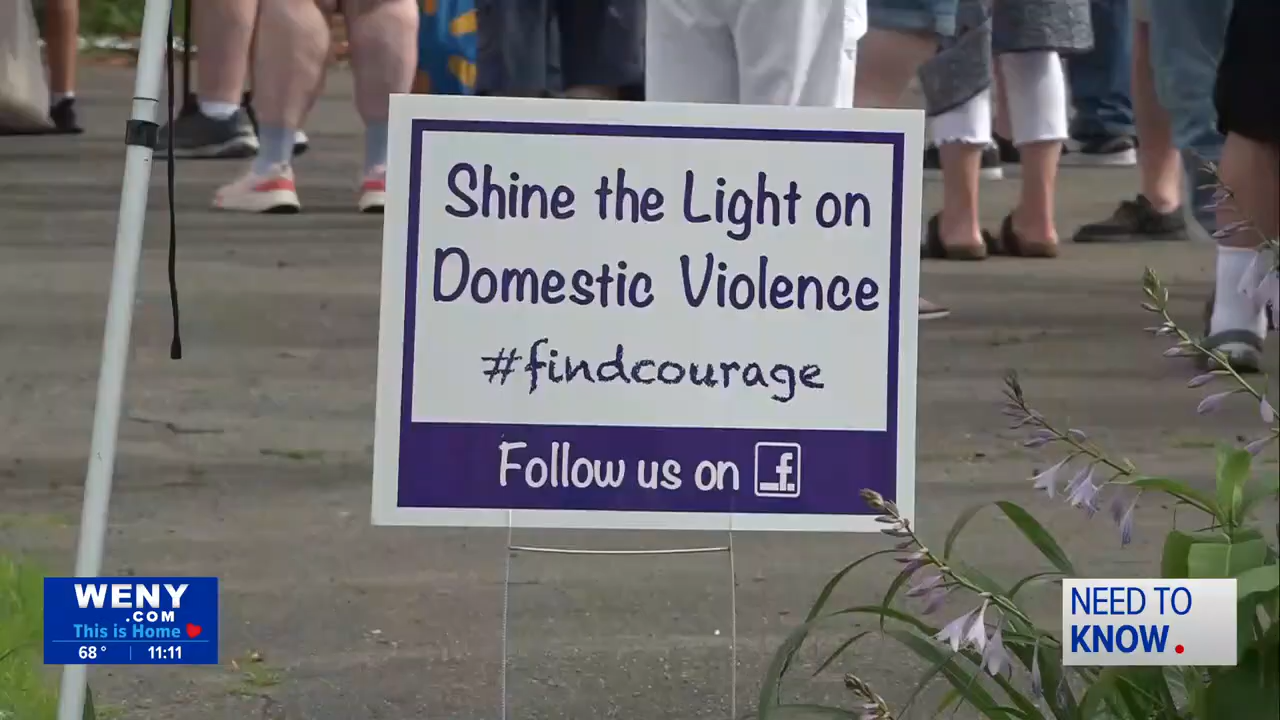 Shine the Light on
Domestic Violence
#findcourage
Follow us on f
WENY
.COM
This is Home
68° | 11:11
NEED TO
KNOW.